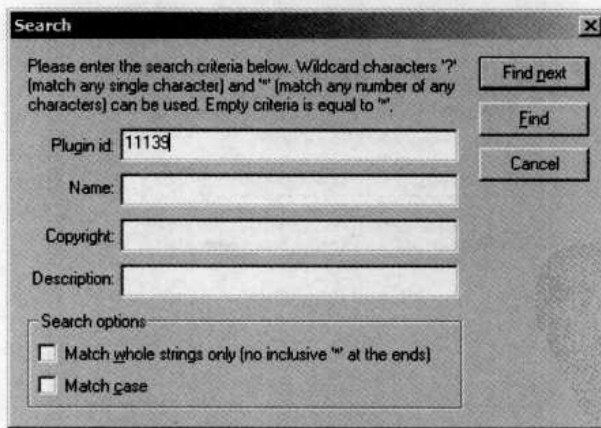 Search
Please enter the search criteria below. Wildcard characters '?'
(match any single character) and '*' (match any number of any
characters) can be used. Empty criteria is equal to '*'.
Plugin id: 11139
Name:
Copyright:
Description:
Find next
Find
Cancel
Search options
Match whole strings only (no inclusive '*' at the ends)
Match case